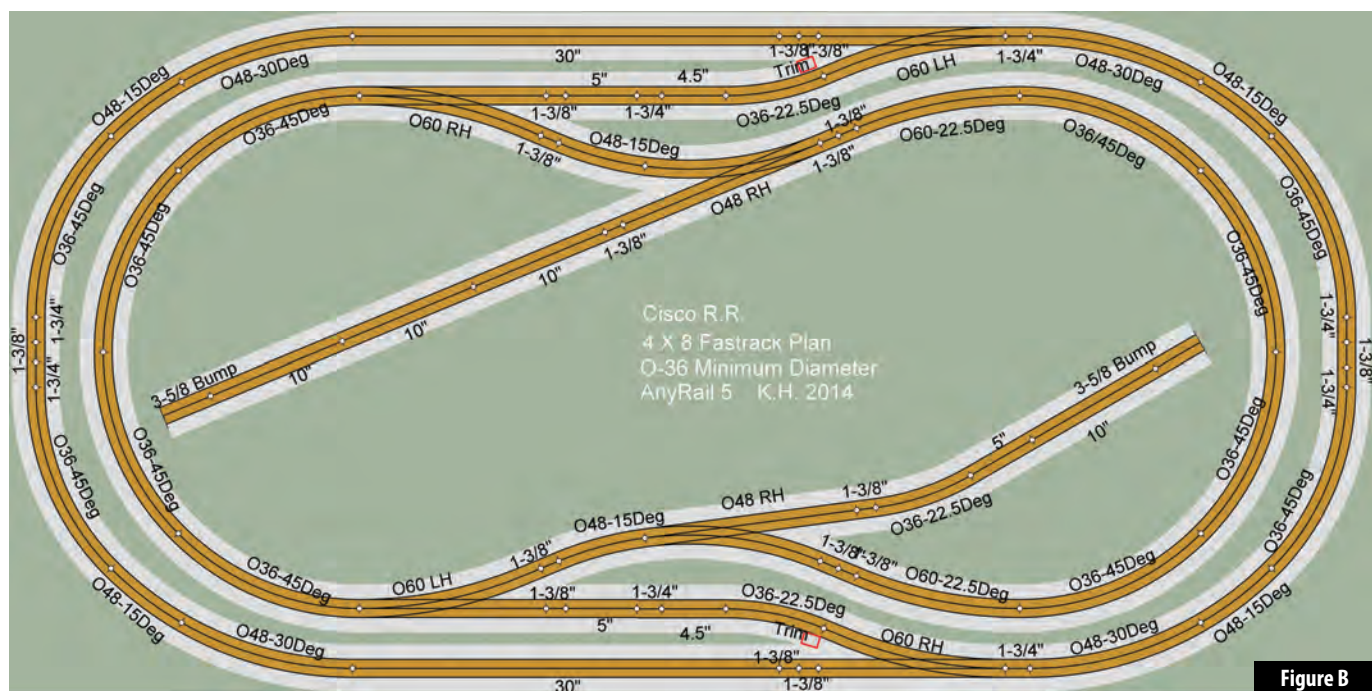 1-3/8" 1-3/8"
30"
Trim
O60 LH
1-3/4"
O48-30Deg
O48-15Deg
O48-15Deg
O48-30Deg
5"
4.5"
1-3/8"
1-3/4"
O36-22.5Deg
O36-45Deg
O60 RH
1-3/8"
O48-15Deg
1-3/8"
1-3/8"
O60-22.5Deg
O36/45Deg
O36-45Deg
O36-45Deg
O48 RH
O36-45Deg
O36-45Deg
1-3/8"
10"
10"
10"
3-5/8 Bump
1-3/8"
1-3/4"
1-3/4"
Cisco R.R.
4 X 8 Fastrack Plan
O-36 Minimum Diameter
AnyRail 5 K.H. 2014
1-3/4"
1-3/8"
1-3/4"
3-5/8 Bump
10"
5"
O36-45Deg
O36-45Deg
O36-45Deg
O36-45Deg
O48 RH
1-3/8"
O36-22.5Deg
O48-15Deg
1-3/8"
1-3/8"
1-3/8"
O60-22.5Deg
O36-45Deg
O36-45Deg
O60 LH
1-3/8"
1-3/4"
O36-22.5Deg
5"
4.5"
Trim
O60 RH
1-3/4"
O48-30Deg
O48-15Deg
O48-15Deg
O48-30Deg
1-3/8"
30"
1-3/8"
Figure B